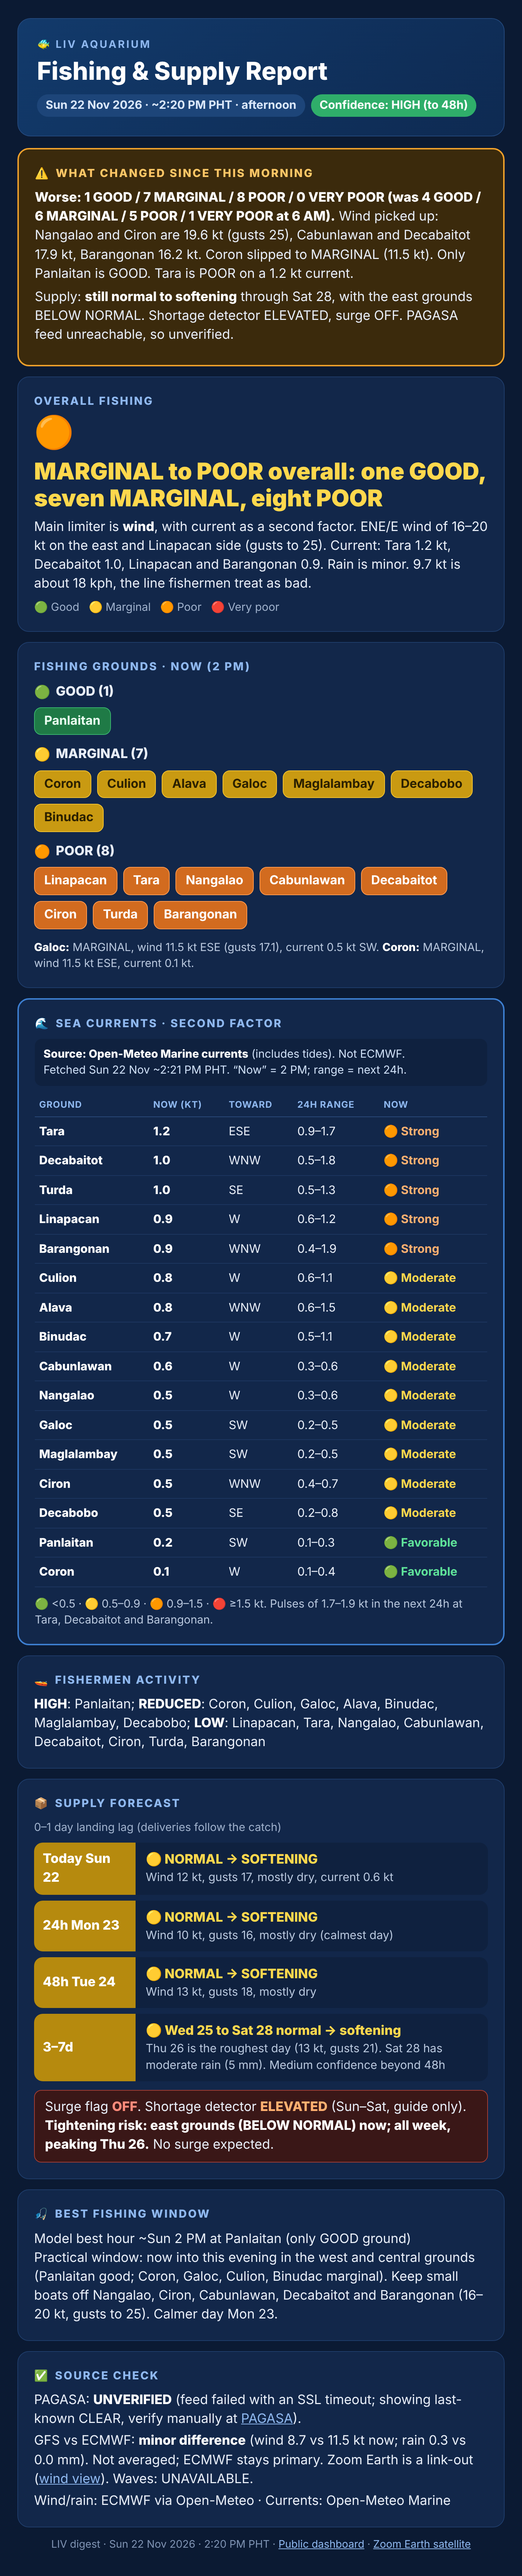 LIV AQUARIUM
Fishing & Supply Report
Sun 22 Nov 2026 · ~2:20 PM PHT · afternoon
Confidence: HIGH (to 48h)
WHAT CHANGED SINCE THIS MORNING
Worse: 1 GOOD / 7 MARGINAL / 8 POOR / 0 VERY POOR (was 4 GOOD /
6 MARGINAL / 5 POOR / 1 VERY POOR at 6 AM). Wind picked up:
Nangalao and Ciron are 19.6 kt (gusts 25), Cabunlawan and Decabaitot
17.9 kt, Barangonan 16.2 kt. Coron slipped to MARGINAL (11.5 kt). Only
Panlaitan is GOOD. Tara is POOR on a 1.2 kt current.
Supply: still normal to softening through Sat 28, with the east grounds
BELOW NORMAL. Shortage detector ELEVATED, surge OFF. PAGASA
feed unreachable, so unverified.
OVERALL FISHING
MARGINAL to POOR overall: one GOOD,
seven MARGINAL, eight POOR
Main limiter is wind, with current as a second factor. ENE/E wind of 16–20
kt on the east and Linapacan side (gusts to 25). Current: Tara 1.2 kt,
Decabaitot 1.0, Linapacan and Barangonan 0.9. Rain is minor. 9.7 kt is
about 18 kph, the line fishermen treat as bad.
Good Marginal Poor Very poor
FISHING GROUNDS · NOW (2 PM)
GOOD (1)
Panlaitan
MARGINAL (7)
Coron Culion Alava Galoc Maglalambay Decabobo
Binudac
POOR (8)
Linapacan Tara Nangalao Cabunlawan Decabaitot
Ciron Turda Barangonan
Galoc: MARGINAL, wind 11.5 kt ESE (gusts 17.1), current 0.5 kt SW. Coron: MARGINAL,
wind 11.5 kt ESE, current 0.1 kt.
SEA CURRENTS · SECOND FACTOR
Source: Open-Meteo Marine currents (includes tides). Not ECMWF.
Fetched Sun 22 Nov ~2:21 PM PHT. “Now” = 2 PM; range = next 24h.
GROUND NOW (KT) TOWARD 24H RANGE NOW
Tara 1.2 ESE 0.9–1.7 Strong
Decabaitot 1.0 WNW 0.5–1.8 Strong
Turda 1.0 SE 0.5–1.3 Strong
Linapacan 0.9 W 0.6–1.2 Strong
Barangonan 0.9 WNW 0.4–1.9 Strong
Culion 0.8 W 0.6–1.1 Moderate
Alava 0.8 WNW 0.6–1.5 Moderate
Binudac 0.7 W 0.5–1.1 Moderate
Cabunlawan 0.6 W 0.3–0.6 Moderate
Nangalao 0.5 W 0.3–0.6 Moderate
Galoc 0.5 SW 0.2–0.5 Moderate
Maglalambay 0.5 SW 0.2–0.5 Moderate
Ciron 0.5 WNW 0.4–0.7 Moderate
Decabobo 0.5 SE 0.2–0.8 Moderate
Panlaitan 0.2 SW 0.1–0.3 Favorable
Coron 0.1 W 0.1–0.4 Favorable
<0.5 · 0.5–0.9 · 0.9–1.5 · ≥1.5 kt. Pulses of 1.7–1.9 kt in the next 24h at
Tara, Decabaitot and Barangonan.
FISHERMEN ACTIVITY
HIGH: Panlaitan; REDUCED: Coron, Culion, Galoc, Alava, Binudac,
Maglalambay, Decabobo; LOW: Linapacan, Tara, Nangalao, Cabunlawan,
Decabaitot, Ciron, Turda, Barangonan
SUPPLY FORECAST
0–1 day landing lag (deliveries follow the catch)
Today Sun
22
NORMAL → SOFTENING
Wind 12 kt, gusts 17, mostly dry, current 0.6 kt
24h Mon 23
NORMAL → SOFTENING
Wind 10 kt, gusts 16, mostly dry (calmest day)
48h Tue 24
NORMAL → SOFTENING
Wind 13 kt, gusts 18, mostly dry
3–7d
Wed 25 to Sat 28 normal → softening
Thu 26 is the roughest day (13 kt, gusts 21). Sat 28 has
moderate rain (5 mm). Medium confidence beyond 48h
Surge flag OFF. Shortage detector ELEVATED (Sun–Sat, guide only).
Tightening risk: east grounds (BELOW NORMAL) now; all week,
peaking Thu 26. No surge expected.
BEST FISHING WINDOW
Model best hour ~Sun 2 PM at Panlaitan (only GOOD ground)
Practical window: now into this evening in the west and central grounds
(Panlaitan good; Coron, Galoc, Culion, Binudac marginal). Keep small
boats off Nangalao, Ciron, Cabunlawan, Decabaitot and Barangonan (16–
20 kt, gusts to 25). Calmer day Mon 23.
SOURCE CHECK
PAGASA: UNVERIFIED (feed failed with an SSL timeout; showing last-
known CLEAR, verify manually at PAGASA).
GFS vs ECMWF: minor difference (wind 8.7 vs 11.5 kt now; rain 0.3 vs
0.0 mm). Not averaged; ECMWF stays primary. Zoom Earth is a link-out
(wind view). Waves: UNAVAILABLE.
Wind/rain: ECMWF via Open-Meteo · Currents: Open-Meteo Marine
LIV digest · Sun 22 Nov 2026 · 2:20 PM PHT · Public dashboard · Zoom Earth satellite